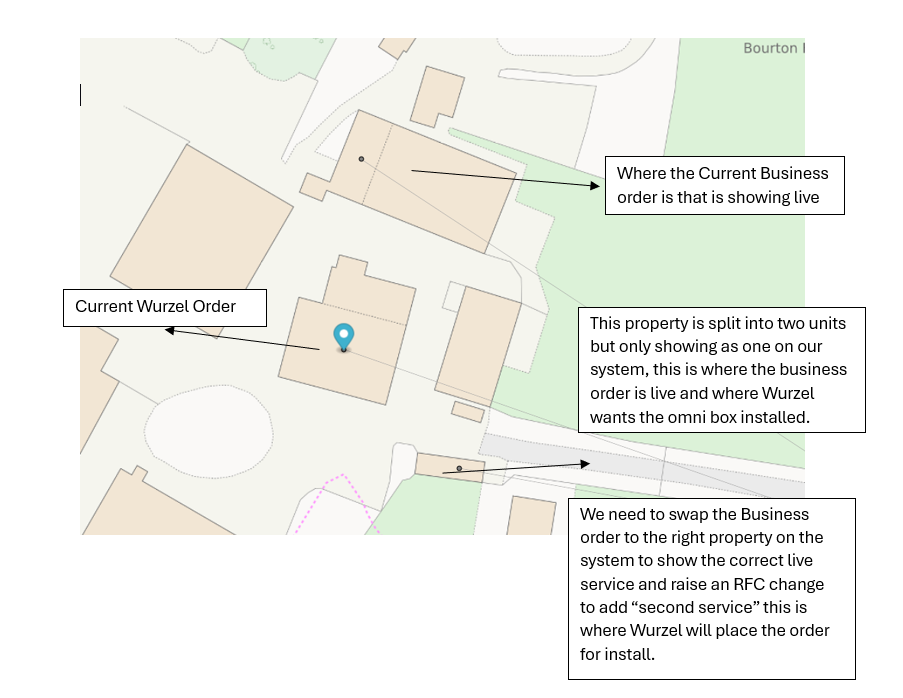 Bourton
Where the Current Business
order is that is showing live
Current Wurzel Order
This property is split into two units
but only showing as one on our
system, this is where the business
order is live and where Wurzel
wants the omni box installed.
We need to swap the Business
order to the right property on the
system to show the correct live
service and raise an RFC change
to add “second service” this is
where Wurzel will place the order
for install.